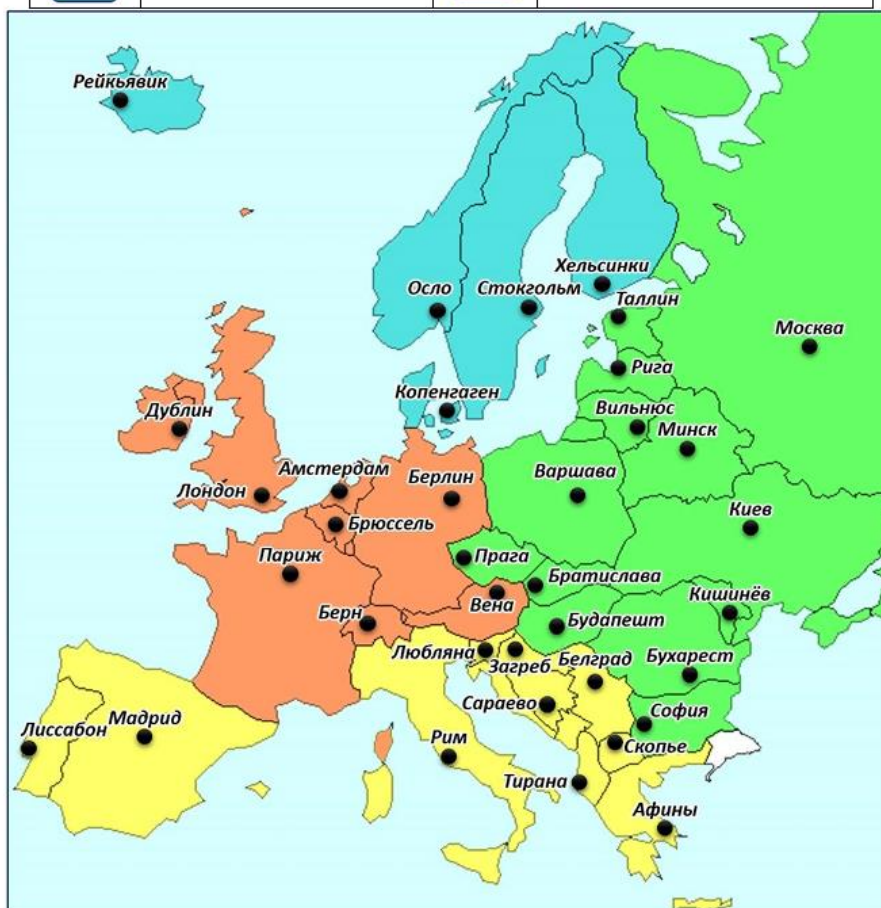 Рейкьявик
Хельсинки
Осло
Стокгольм
Таллин
Москва
Рига
Копенгаген
Вильнюс
Дублин
Минск
Амстердам
Берлин
Варшава
Лондон
Киев
Брюссель
Париж
Прага
Братислава
Вена
Кишинёв
Берн
Будапешт
Любляна
Загреб
Белград
Бухарест
Сараево
София
Лиссабон
Мадрид
Рим
Скопье
Тирана
Афины